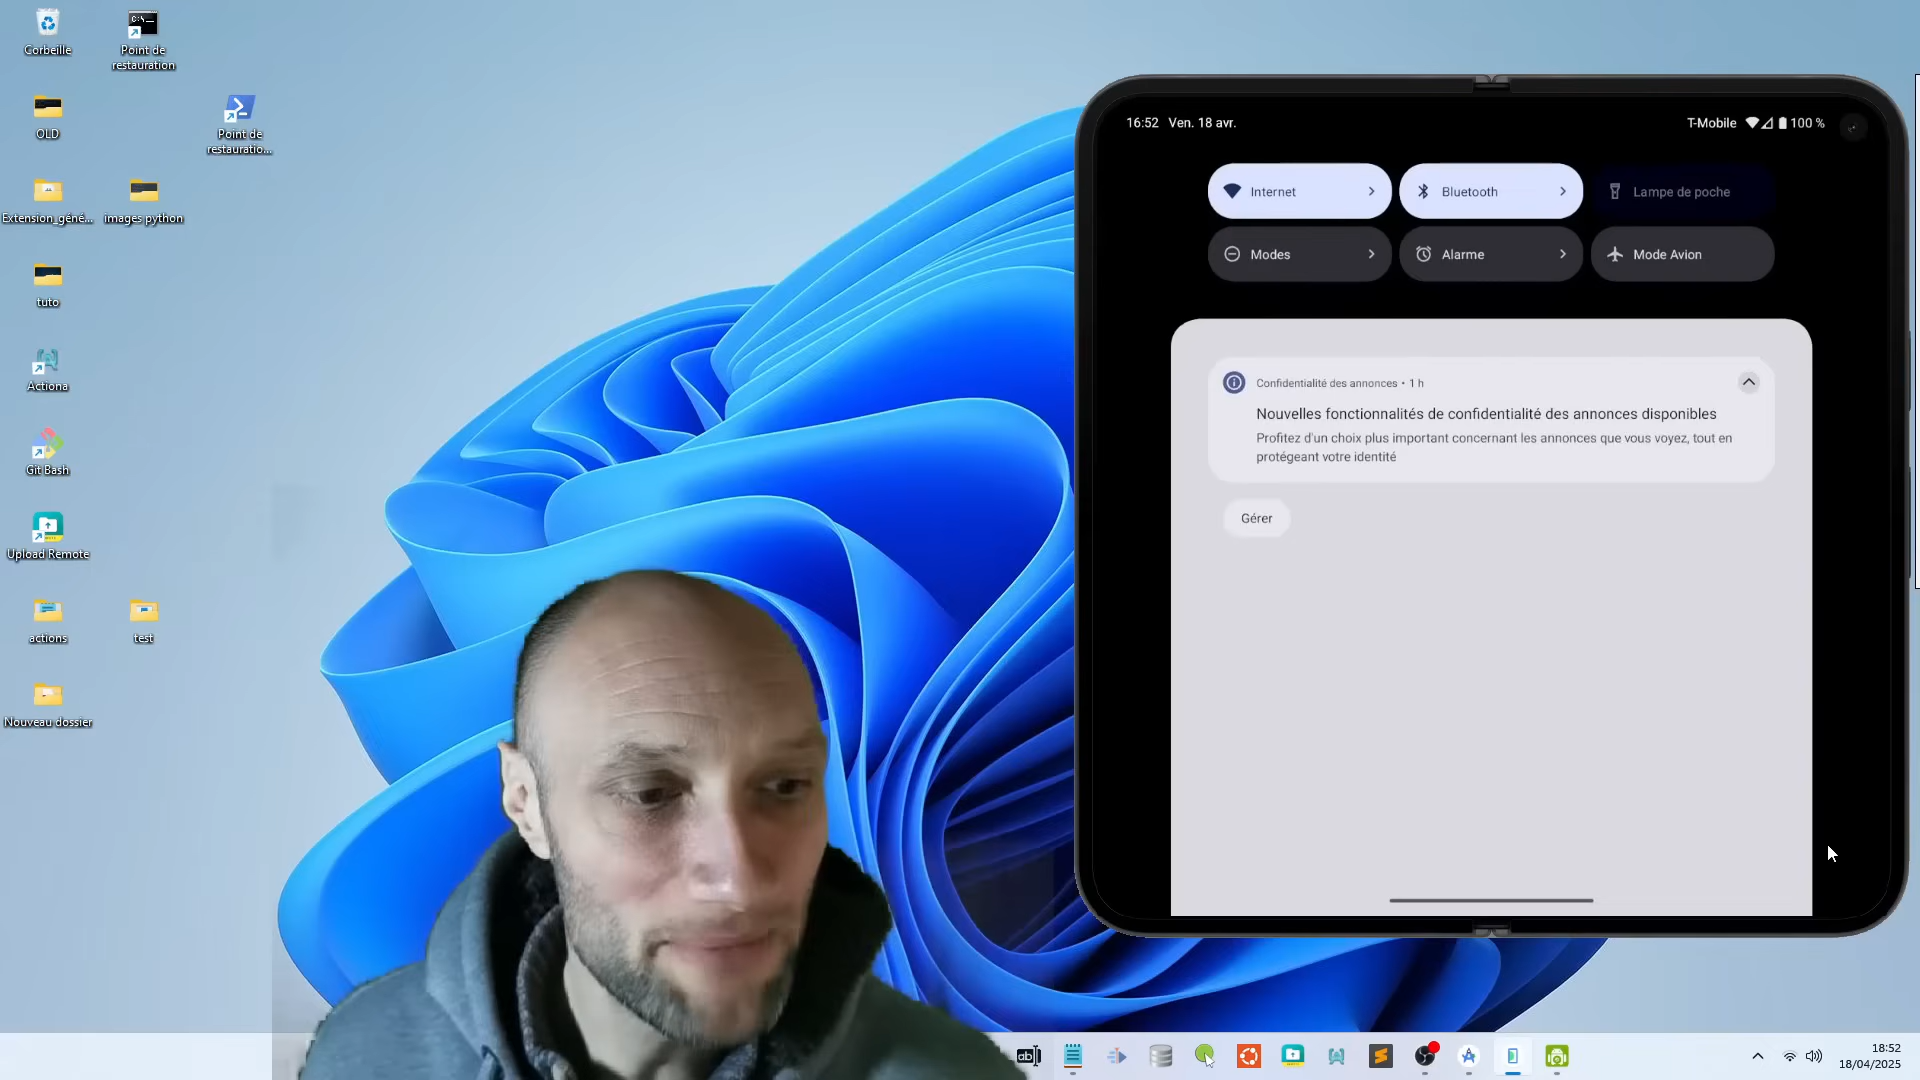 Corbeille
Point de
restauration
OLD
Point de
restauratio...
Extension_géné...
images python
tuto
Actiona
Git Bash
Upload Remote
actions
test
Nouveau dossier
16:52 Ven. 18 avr.
T-Mobile
100 %
Internet
Bluetooth
Lampe de poche
Modes
Alarme
Mode Avion
Confidentialité des annonces • 1 h
Nouvelles fonctionnalités de confidentialité des annonces disponibles
Profitez d'un choix plus important concernant les annonces que vous voyez, tout en
protégeant votre identité
Gérer
18:52
18/04/2025